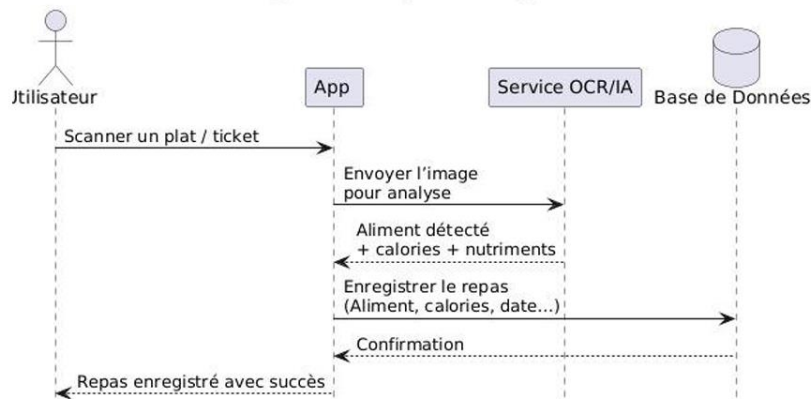 Utilisateur
App
Service OCR/IA
Base de Données
Scanner un plat / ticket
Envoyer l’image
pour analyse
Aliment détecté
+ calories + nutriments
Enregistrer le repas
(Aliment, calories, date...)
Confirmation
Repas enregistré avec succès